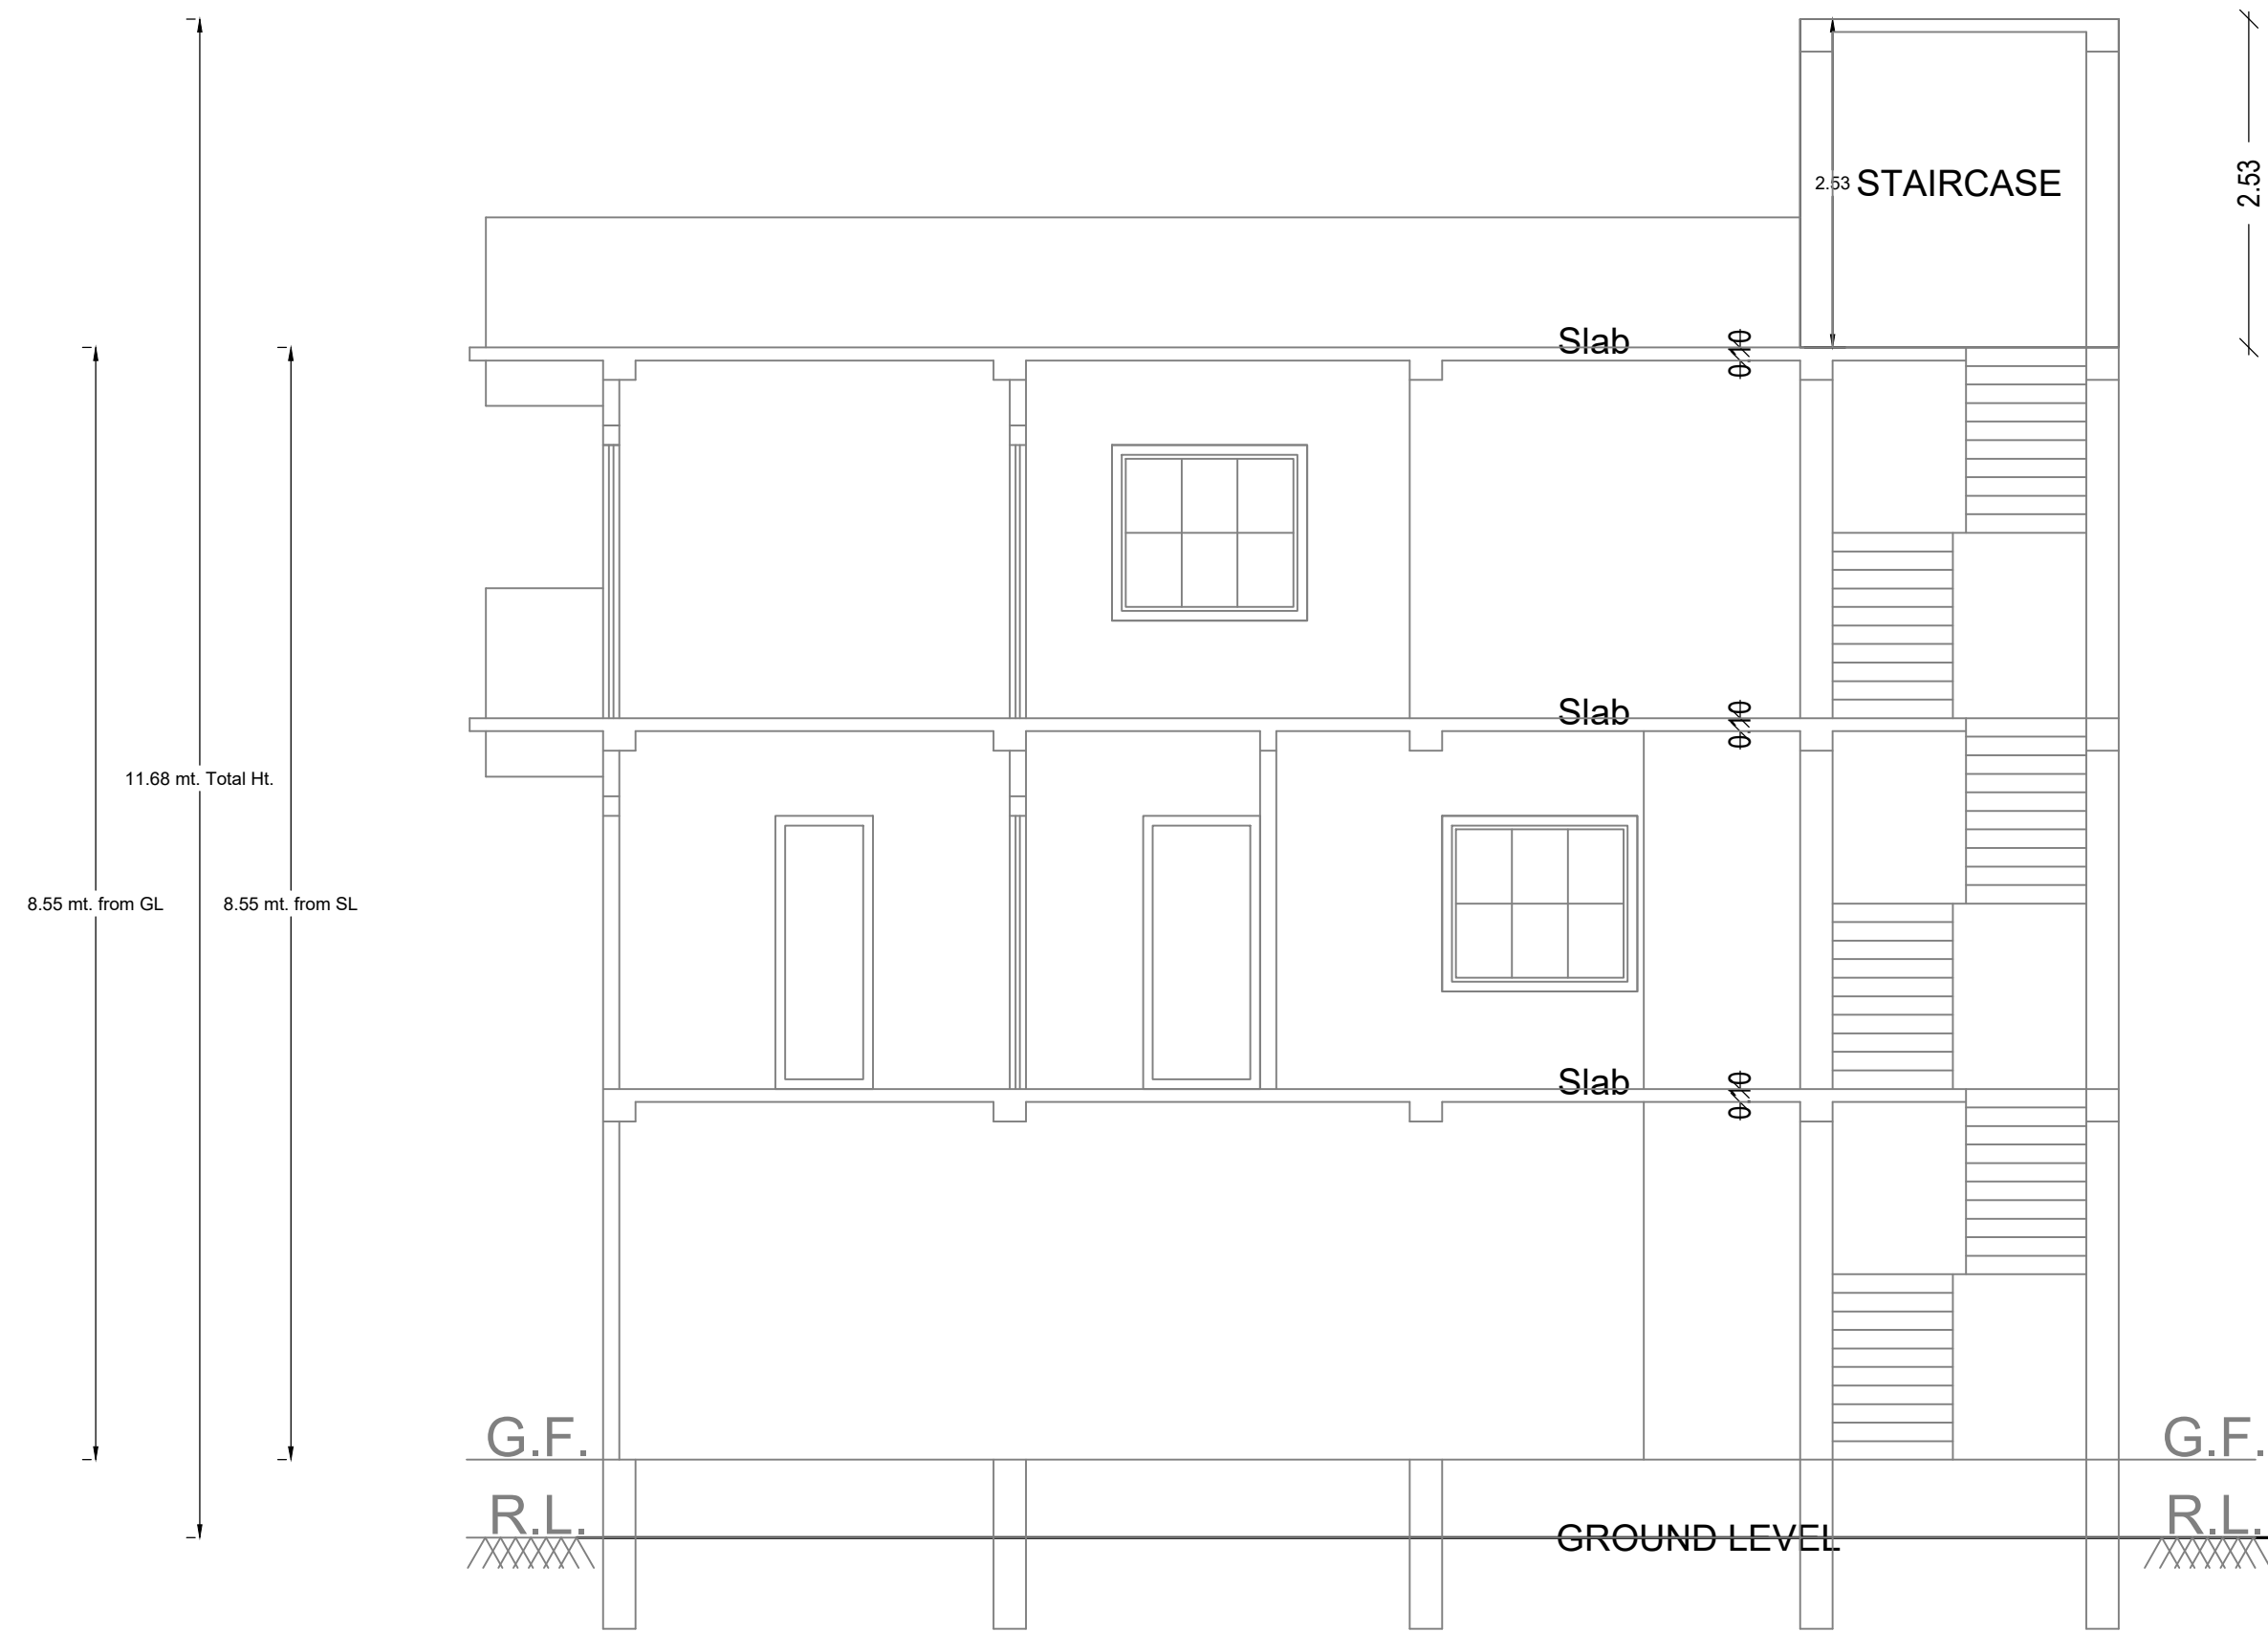 2.53 STAIRCASE
2.53
Slab
0.10
Slab
0.10
11.68 mt. Total Ht.
8.55 mt. from GL
8.55 mt. from SL
Slab
0.10
G.F.
G.F.
R.L.
R.L.
GROUND LEVEL